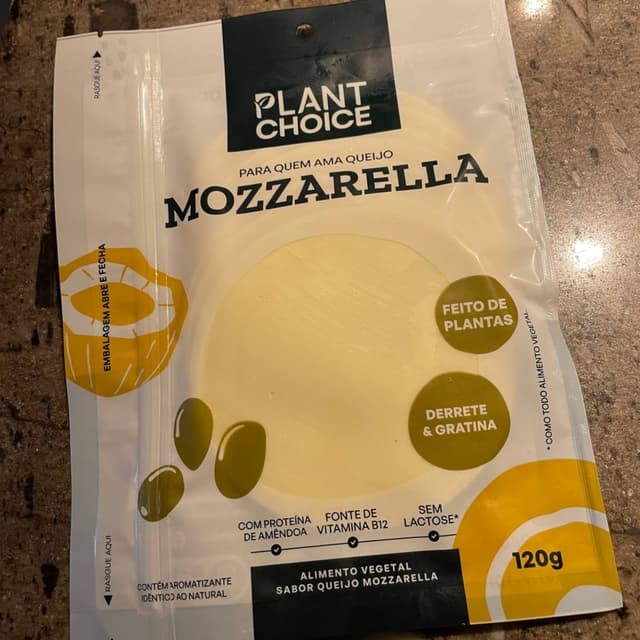 RASGUE AQUI
PLANT
CHOICE
PARA QUEM AMA QUEIJO
MOZZARELLA
EMBALAGEM ABRE E FECHA
FEITO DE
PLANTAS
DERRETE
& GRATINA
* COMO TODO ALIMENTO VEGETAL
COM PROTEÍNA
DE AMÊNDOA
FONTE DE
VITAMINA B12
SEM
LACTOSE*
RASGUE AQUI
CONTÉM AROMATIZANTE
IDÊNTICO AO NATURAL
ALIMENTO VEGETAL
SABOR QUEIJO MOZZARELLA
120g